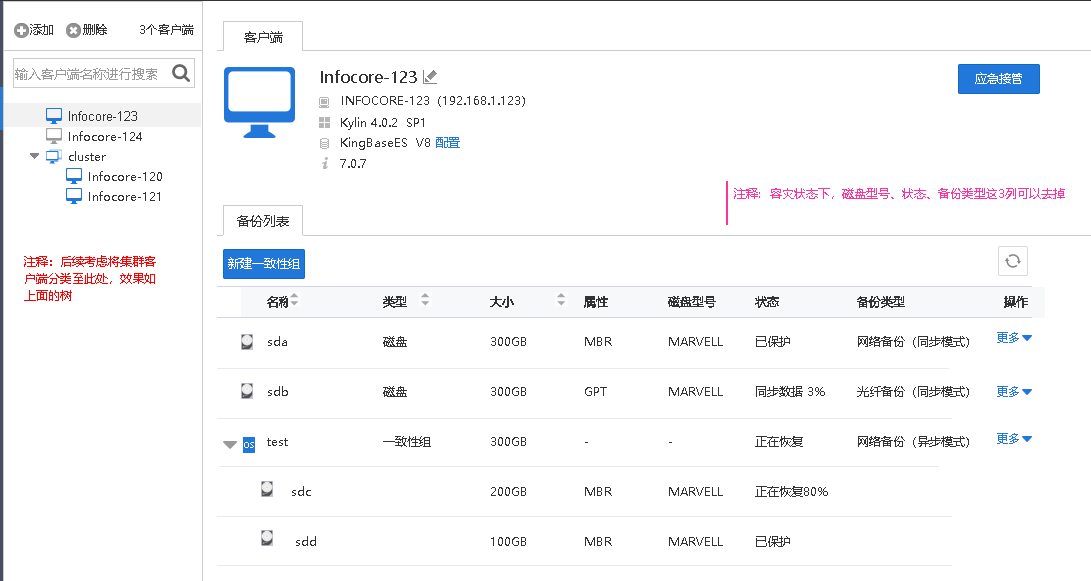 添加 删除 3个客户端
输入客户端名称进行搜索
Infocore-123
Infocore-124
cluster
Infocore-120
Infocore-121
注释：后续考虑将集群客
户端分类至此处，效果如
上面的树
客户端
Infocore-123
应急接管
INFOCORE-123 (192.168.1.123)
Kylin 4.0.2 SP1
KingBaseES V8 配置
7.0.7
注释：容灾状态下，磁盘型号、状态、备份类型这3列可以去掉
备份列表
新建一致性组
名称 类型 大小 属性 磁盘型号 状态 备份类型 操作
sda 磁盘 300GB MBR MARVELL 已保护 网络备份（同步模式） 更多
sdb 磁盘 300GB GPT MARVELL 同步数据 3% 光纤备份（同步模式） 更多
os test 一致性组 300GB - - 正在恢复 网络备份（异步模式） 更多
sdc 200GB MBR MARVELL 正在恢复80%
sdd 100GB MBR MARVELL 已保护